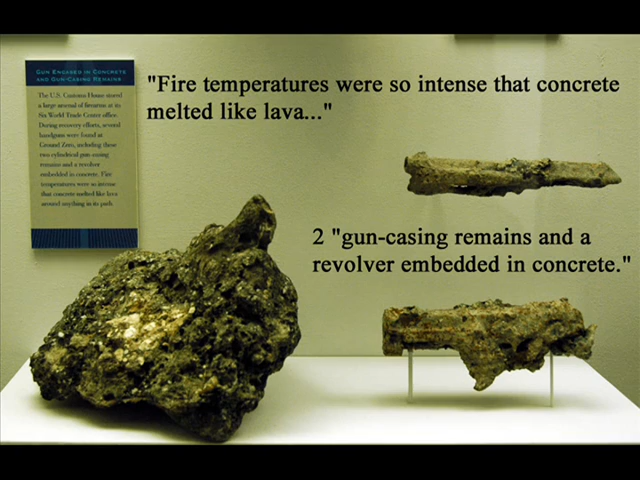 GUN ENCASED IN CONCRETE
AND GUN-CASING REMAINS
The U.S. Customs House stored
a large arsenal of firearms at its
Six World Trade Center office.
During recovery efforts, several
handguns were found at
Ground Zero, including these
two cylindrical gun-casing
remains and a revolver
embedded in concrete. Fire
temperatures were so intense
that concrete melted like lava
around anything in its path.
"Fire temperatures were so intense that concrete
melted like lava..."
2 "gun-casing remains and a
revolver embedded in concrete."